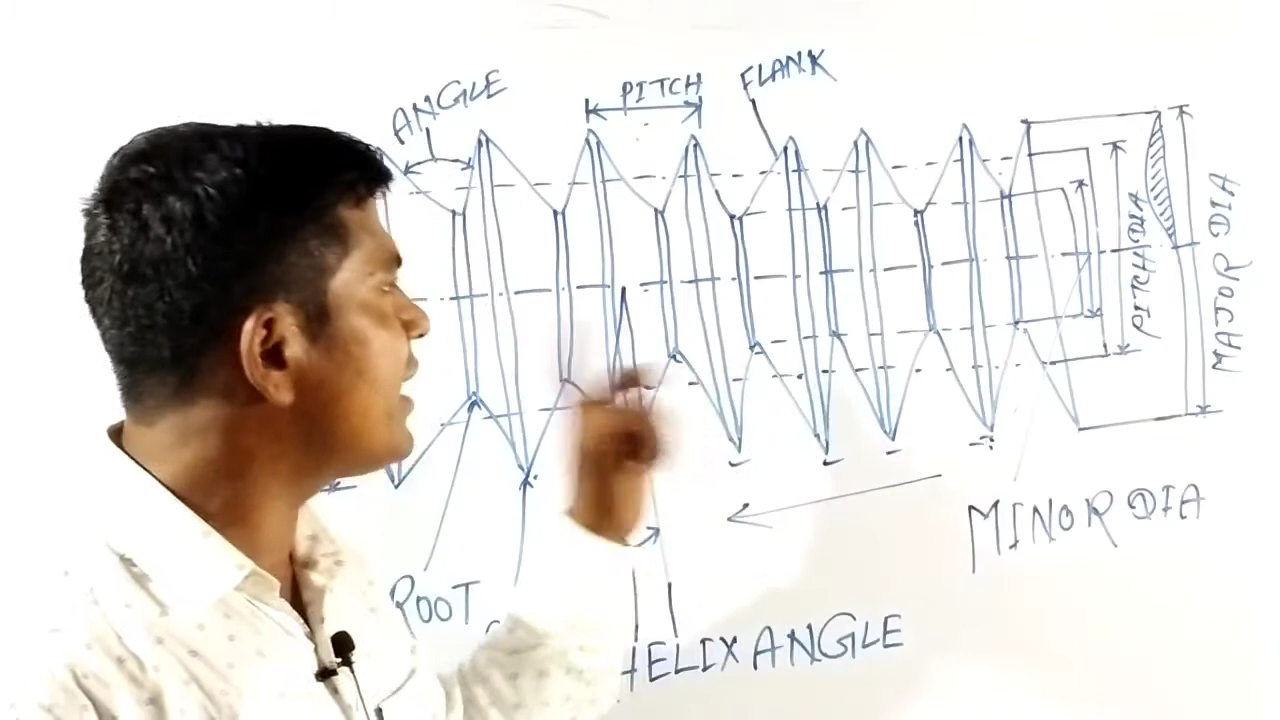 ANGLE
PITCH
FLANK
PITCH DIA
MAJOR DIA
MINOR DIA
ROOT
HELIX ANGLE